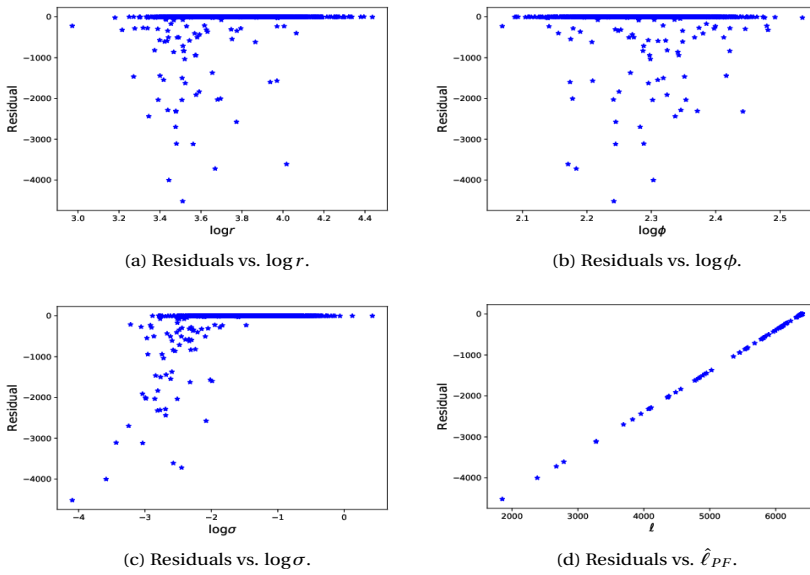 0
−1000
−2000
−3000
−4000
Residual
3.0 3.2 3.4 3.6 3.8 4.0 4.2 4.4
logr
(a) Residuals vs. log r.
0
−1000
−2000
−3000
−4000
Residual
2.1 2.2 2.3 2.4 2.5
logϕ
(b) Residuals vs. logϕ.
0
−1000
−2000
−3000
−4000
Residual
−4 −3 −2 −1 0
logσ
(c) Residuals vs. logσ.
0
−1000
−2000
−3000
−4000
Residual
2000 3000 4000 5000 6000
ℓ
(d) Residuals vs. ℓ̂PF.